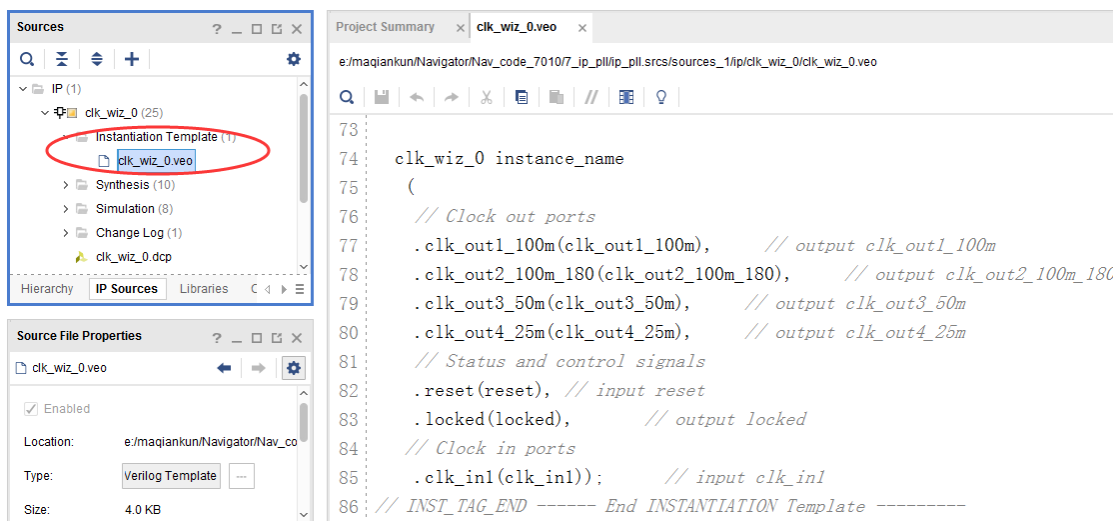 Sources
IP (1)
clk_wiz_0 (25)
Instantiation Template (1)
clk_wiz_0.veo
Synthesis (10)
Simulation (8)
Change Log (1)
clk_wiz_0.dcp
Hierarchy IP Sources Libraries
Source File Properties
clk_wiz_0.veo
Enabled
Location: e:/maqiankun/Navigator/Nav_co
Type: Verilog Template ...
Size: 4.0 KB
Project Summary × clk_wiz_0.veo ×
e:/maqiankun/Navigator/Nav_code_7010/7_ip_pll/ip_pll.srcs/sources_1/ip/clk_wiz_0/clk_wiz_0.veo
73
74 clk_wiz_0 instance_name
75 (
76 // Clock out ports
77 .clk_out1_100m(clk_out1_100m), // output clk_out1_100m
78 .clk_out2_100m_180(clk_out2_100m_180), // output clk_out2_100m_180
79 .clk_out3_50m(clk_out3_50m), // output clk_out3_50m
80 .clk_out4_25m(clk_out4_25m), // output clk_out4_25m
81 // Status and control signals
82 .reset(reset), // input reset
83 .locked(locked), // output locked
84 // Clock in ports
85 .clk_in1(clk_in1)); // input clk_in1
86 // INST_TAG_END ------ End INSTANTIATION Template ---------